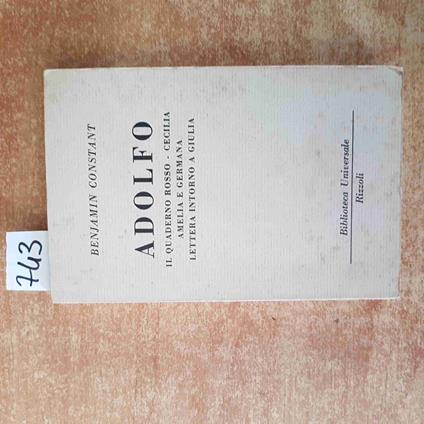 BENJAMIN CONSTANT
ADOLFO
IL QUADERNO ROSSO - CECILIA
AMELIA E GERMANA
LETTERA INTORNO A GIULIA
Biblioteca Universale
Rizzoli
743